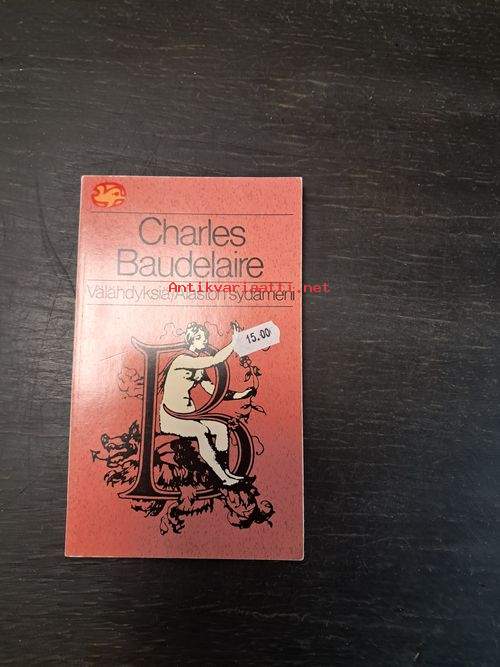 Charles
Baudelaire
Välähdyksiä/Alaston sydämeni
Antikvariaatti.net
15.00
B